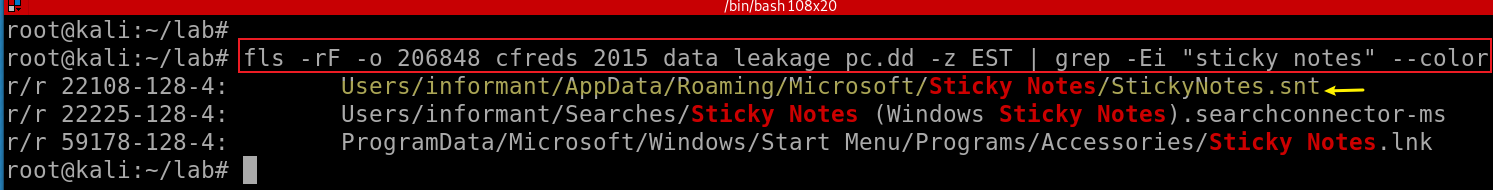 /bin/bash 108x20
root@kali:~/lab#
root@kali:~/lab# fls -rF -o 206848 cfreds_2015_data_leakage_pc.dd -z EST | grep -Ei "sticky notes" --color
r/r 22108-128-4: Users/informant/AppData/Roaming/Microsoft/Sticky Notes/StickyNotes.snt
r/r 22225-128-4: Users/informant/Searches/Sticky Notes (Windows Sticky Notes).searchconnector-ms
r/r 59178-128-4: ProgramData/Microsoft/Windows/Start Menu/Programs/Accessories/Sticky Notes.lnk
root@kali:~/lab#